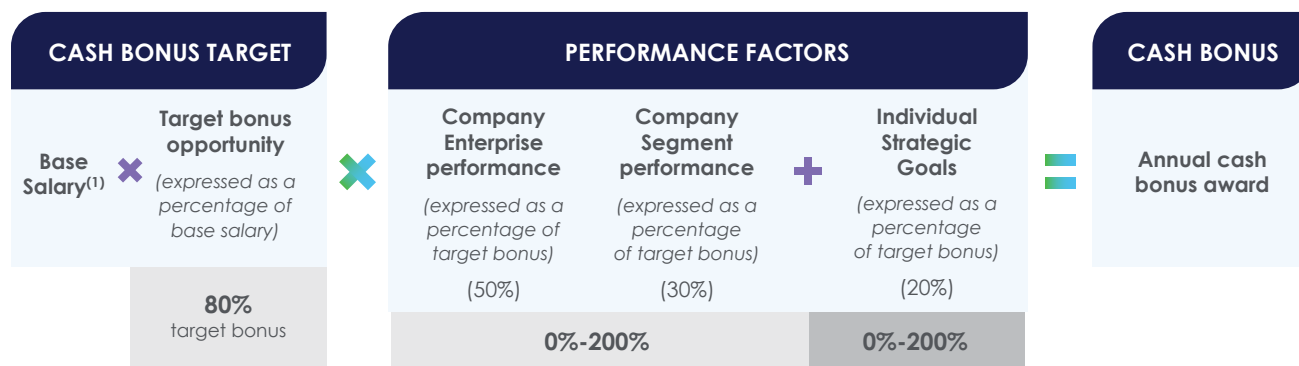 CASH BONUS TARGET
Base
Salary(1)
Target bonus
opportunity
(expressed as a
percentage of
base salary)
80%
target bonus
PERFORMANCE FACTORS
Company
Enterprise
performance
(expressed as a
percentage of
target bonus)
(50%)
Company
Segment
performance
(expressed as a
percentage
of target bonus)
(30%)
+
Individual
Strategic
Goals
(expressed as a
percentage
of target bonus)
(20%)
0%-200%
0%-200%
=
CASH BONUS
Annual cash
bonus award